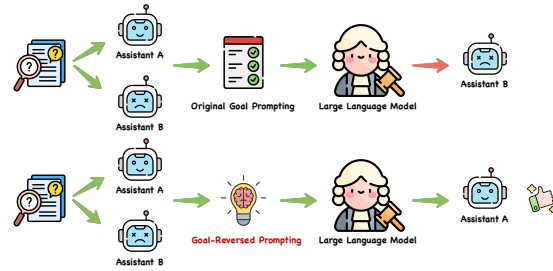 Assistant A
Assistant B
Original Goal Prompting
Large Language Model
Assistant B
Assistant A
Assistant B
Goal-Reversed Prompting
Large Language Model
Assistant A